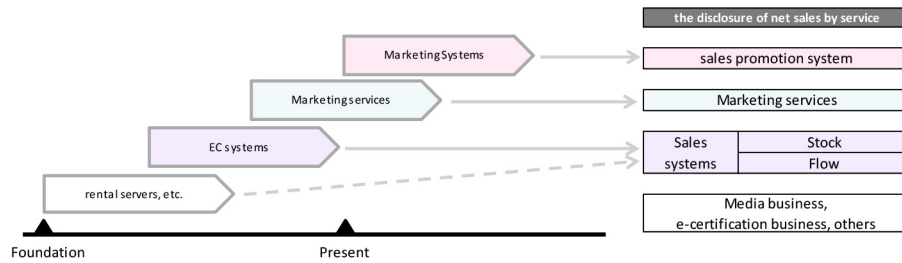 the disclosure of net sales by service
Marketing Systems
sales promotion system
Marketing services
Marketing services
EC systems
Sales
systems
Stock
Flow
rental servers, etc.
Media business,
e-certification business, others
Foundation
Present